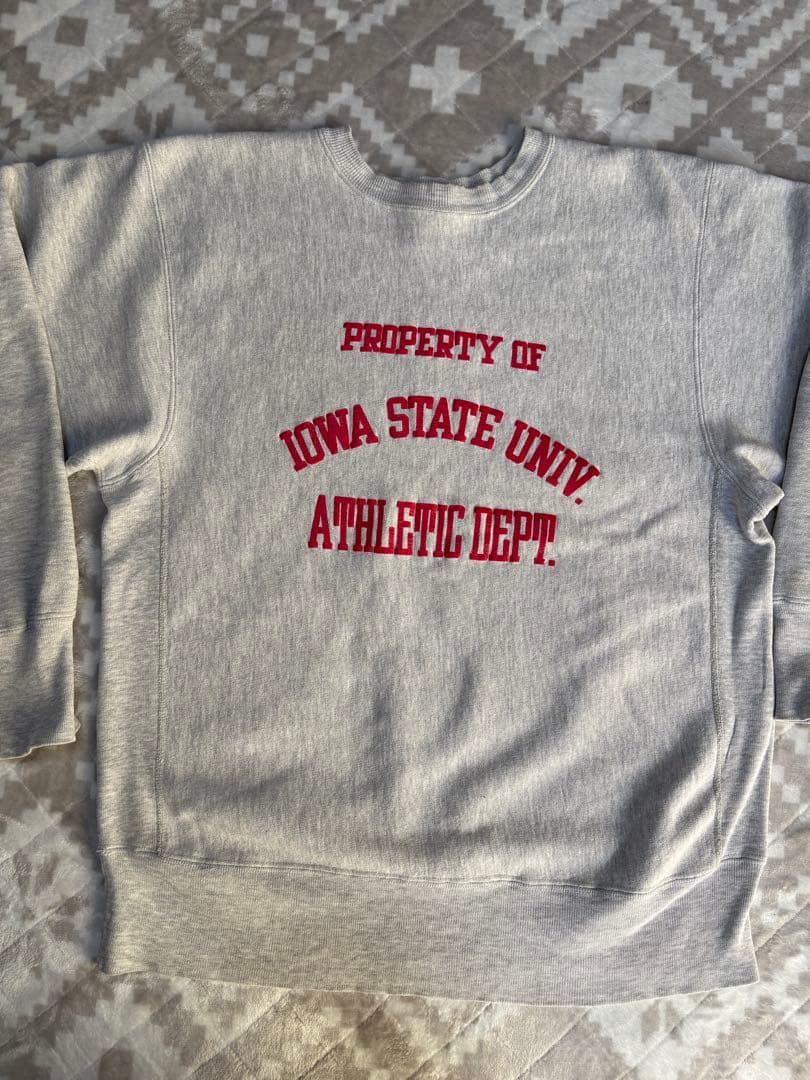 PROPERTY OF
IOWA STATE UNIV.
ATHLETIC DEPT.